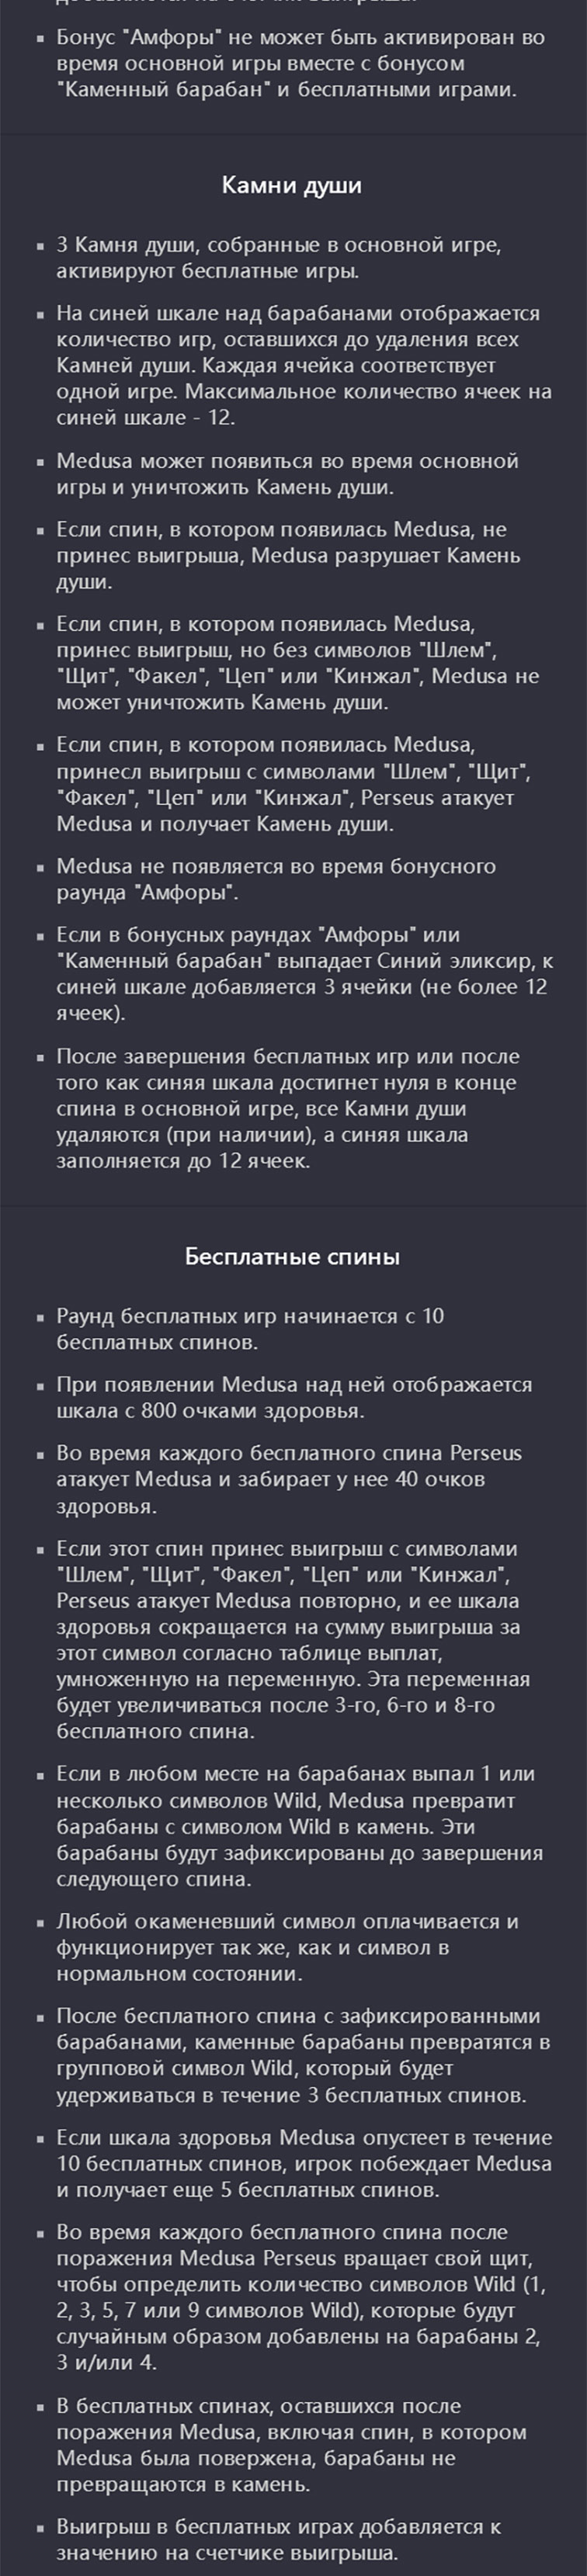 Бонус "Амфоры" не может быть активирован во
время основной игры вместе с бонусом
"Каменный барабан" и бесплатными играми.
Камни души
3 Камня души, собранные в основной игре,
активируют бесплатные игры.
На синей шкале над барабанами отображается
количество игр, оставшихся до удаления всех
Камней души. Каждая ячейка соответствует
одной игре. Максимальное количество ячеек на
синей шкале - 12.
Medusa может появиться во время основной
игры и уничтожить Камень души.
Если спин, в котором появилась Medusa, не
принес выигрыша, Medusa разрушает Камень
души.
Если спин, в котором появилась Medusa,
принес выигрыш, но без символов "Шлем",
"Щит", "Факел", "Цеп" или "Кинжал", Medusa не
может уничтожить Камень души.
Если спин, в котором появилась Medusa,
принесл выигрыш с символами "Шлем", "Щит",
"Факел", "Цеп" или "Кинжал", Perseus атакует
Medusa и получает Камень души.
Medusa не появляется во время бонусного
раунда "Амфоры".
Если в бонусных раундах "Амфоры" или
"Каменный барабан" выпадает Синий эликсир, к
синей шкале добавляется 3 ячейки (не более 12
ячеек).
После завершения бесплатных игр или после
того как синяя шкала достигнет нуля в конце
спина в основной игре, все Камни души
удаляются (при наличии), а синяя шкала
заполняется до 12 ячеек.
Бесплатные спины
Раунд бесплатных игр начинается с 10
бесплатных спинов.
При появлении Medusa над ней отображается
шкала с 800 очками здоровья.
Во время каждого бесплатного спина Perseus
атакует Medusa и забирает у нее 40 очков
здоровья.
Если этот спин принес выигрыш с символами
"Шлем", "Щит", "Факел", "Цеп" или "Кинжал",
Perseus атакует Medusa повторно, и ее шкала
здоровья сокращается на сумму выигрыша за
этот символ согласно таблице выплат,
умноженную на переменную. Эта переменная
будет увеличиваться после 3-го, 6-го и 8-го
бесплатного спина.
Если в любом месте на барабанах выпал 1 или
несколько символов Wild, Medusa превратит
барабаны с символом Wild в камень. Эти
барабаны будут зафиксированы до завершения
следующего спина.
Любой окаменевший символ оплачивается и
функционирует так же, как и символ в
нормальном состоянии.
После бесплатного спина с зафиксированными
барабанами, каменные барабаны превратятся в
групповой символ Wild, который будет
удерживаться в течение 3 бесплатных спинов.
Если шкала здоровья Medusa опустеет в течение
10 бесплатных спинов, игрок побеждает Medusa
и получает еще 5 бесплатных спинов.
Во время каждого бесплатного спина после
поражения Medusa Perseus вращает свой щит,
чтобы определить количество символов Wild (1,
2, 3, 5, 7 или 9 символов Wild), которые будут
случайным образом добавлены на барабаны 2,
3 и/или 4.
В бесплатных спинах, оставшихся после
поражения Medusa, включая спин, в котором
Medusa была повержена, барабаны не
превращаются в камень.
Выигрыш в бесплатных играх добавляется к
значению на счетчике выигрыша.